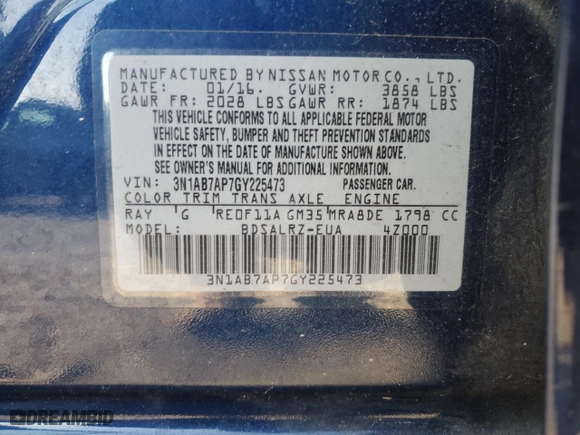 MANUFACTURED BY NISSAN MOTOR CO., LTD.
DATE: 01/16. GVWR: 3858 LBS
GAWR FR: 2028 LBS GAWR RR: 1874 LBS
THIS VEHICLE CONFORMS TO ALL APPLICABLE FEDERAL MOTOR
VEHICLE SAFETY, BUMPER AND THEFT PREVENTION STANDARDS
IN EFFECT ON THE DATE OF MANUFACTURE SHOWN ABOVE.
SEE OWNER'S MANUAL FOR ADDITIONAL INFORMATION.
VIN: 3N1AB7AP7GY225473 PASSENGER CAR.
COLOR TRIM TRANS AXLE ENGINE
RAY G RE0F11A GM35 MRA8DE 1798 CC
MODEL: BDSALRZ-EUA 4Z000
3N1AB7AP7GY225473
DREAMBID